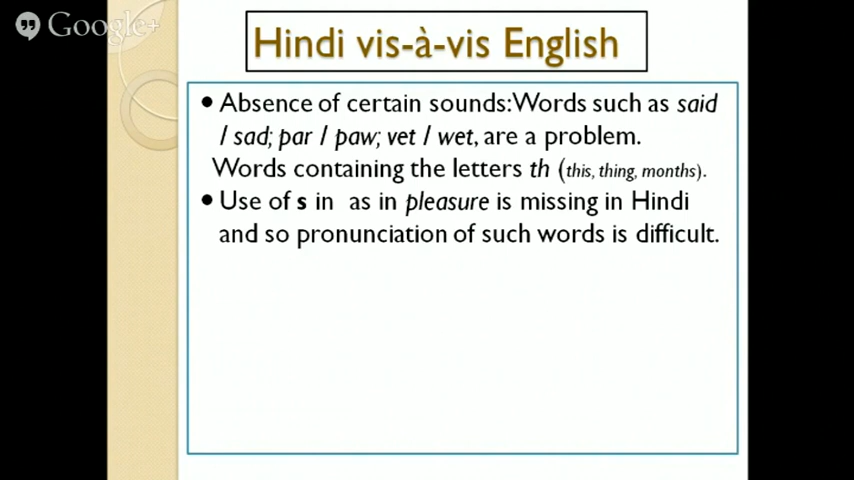 Google+
Hindi vis-à-vis English
• Absence of certain sounds:Words such as said
/ sad; par / paw; vet / wet, are a problem.
Words containing the letters th (this, thing, months).
• Use of s in as in pleasure is missing in Hindi
and so pronunciation of such words is difficult.